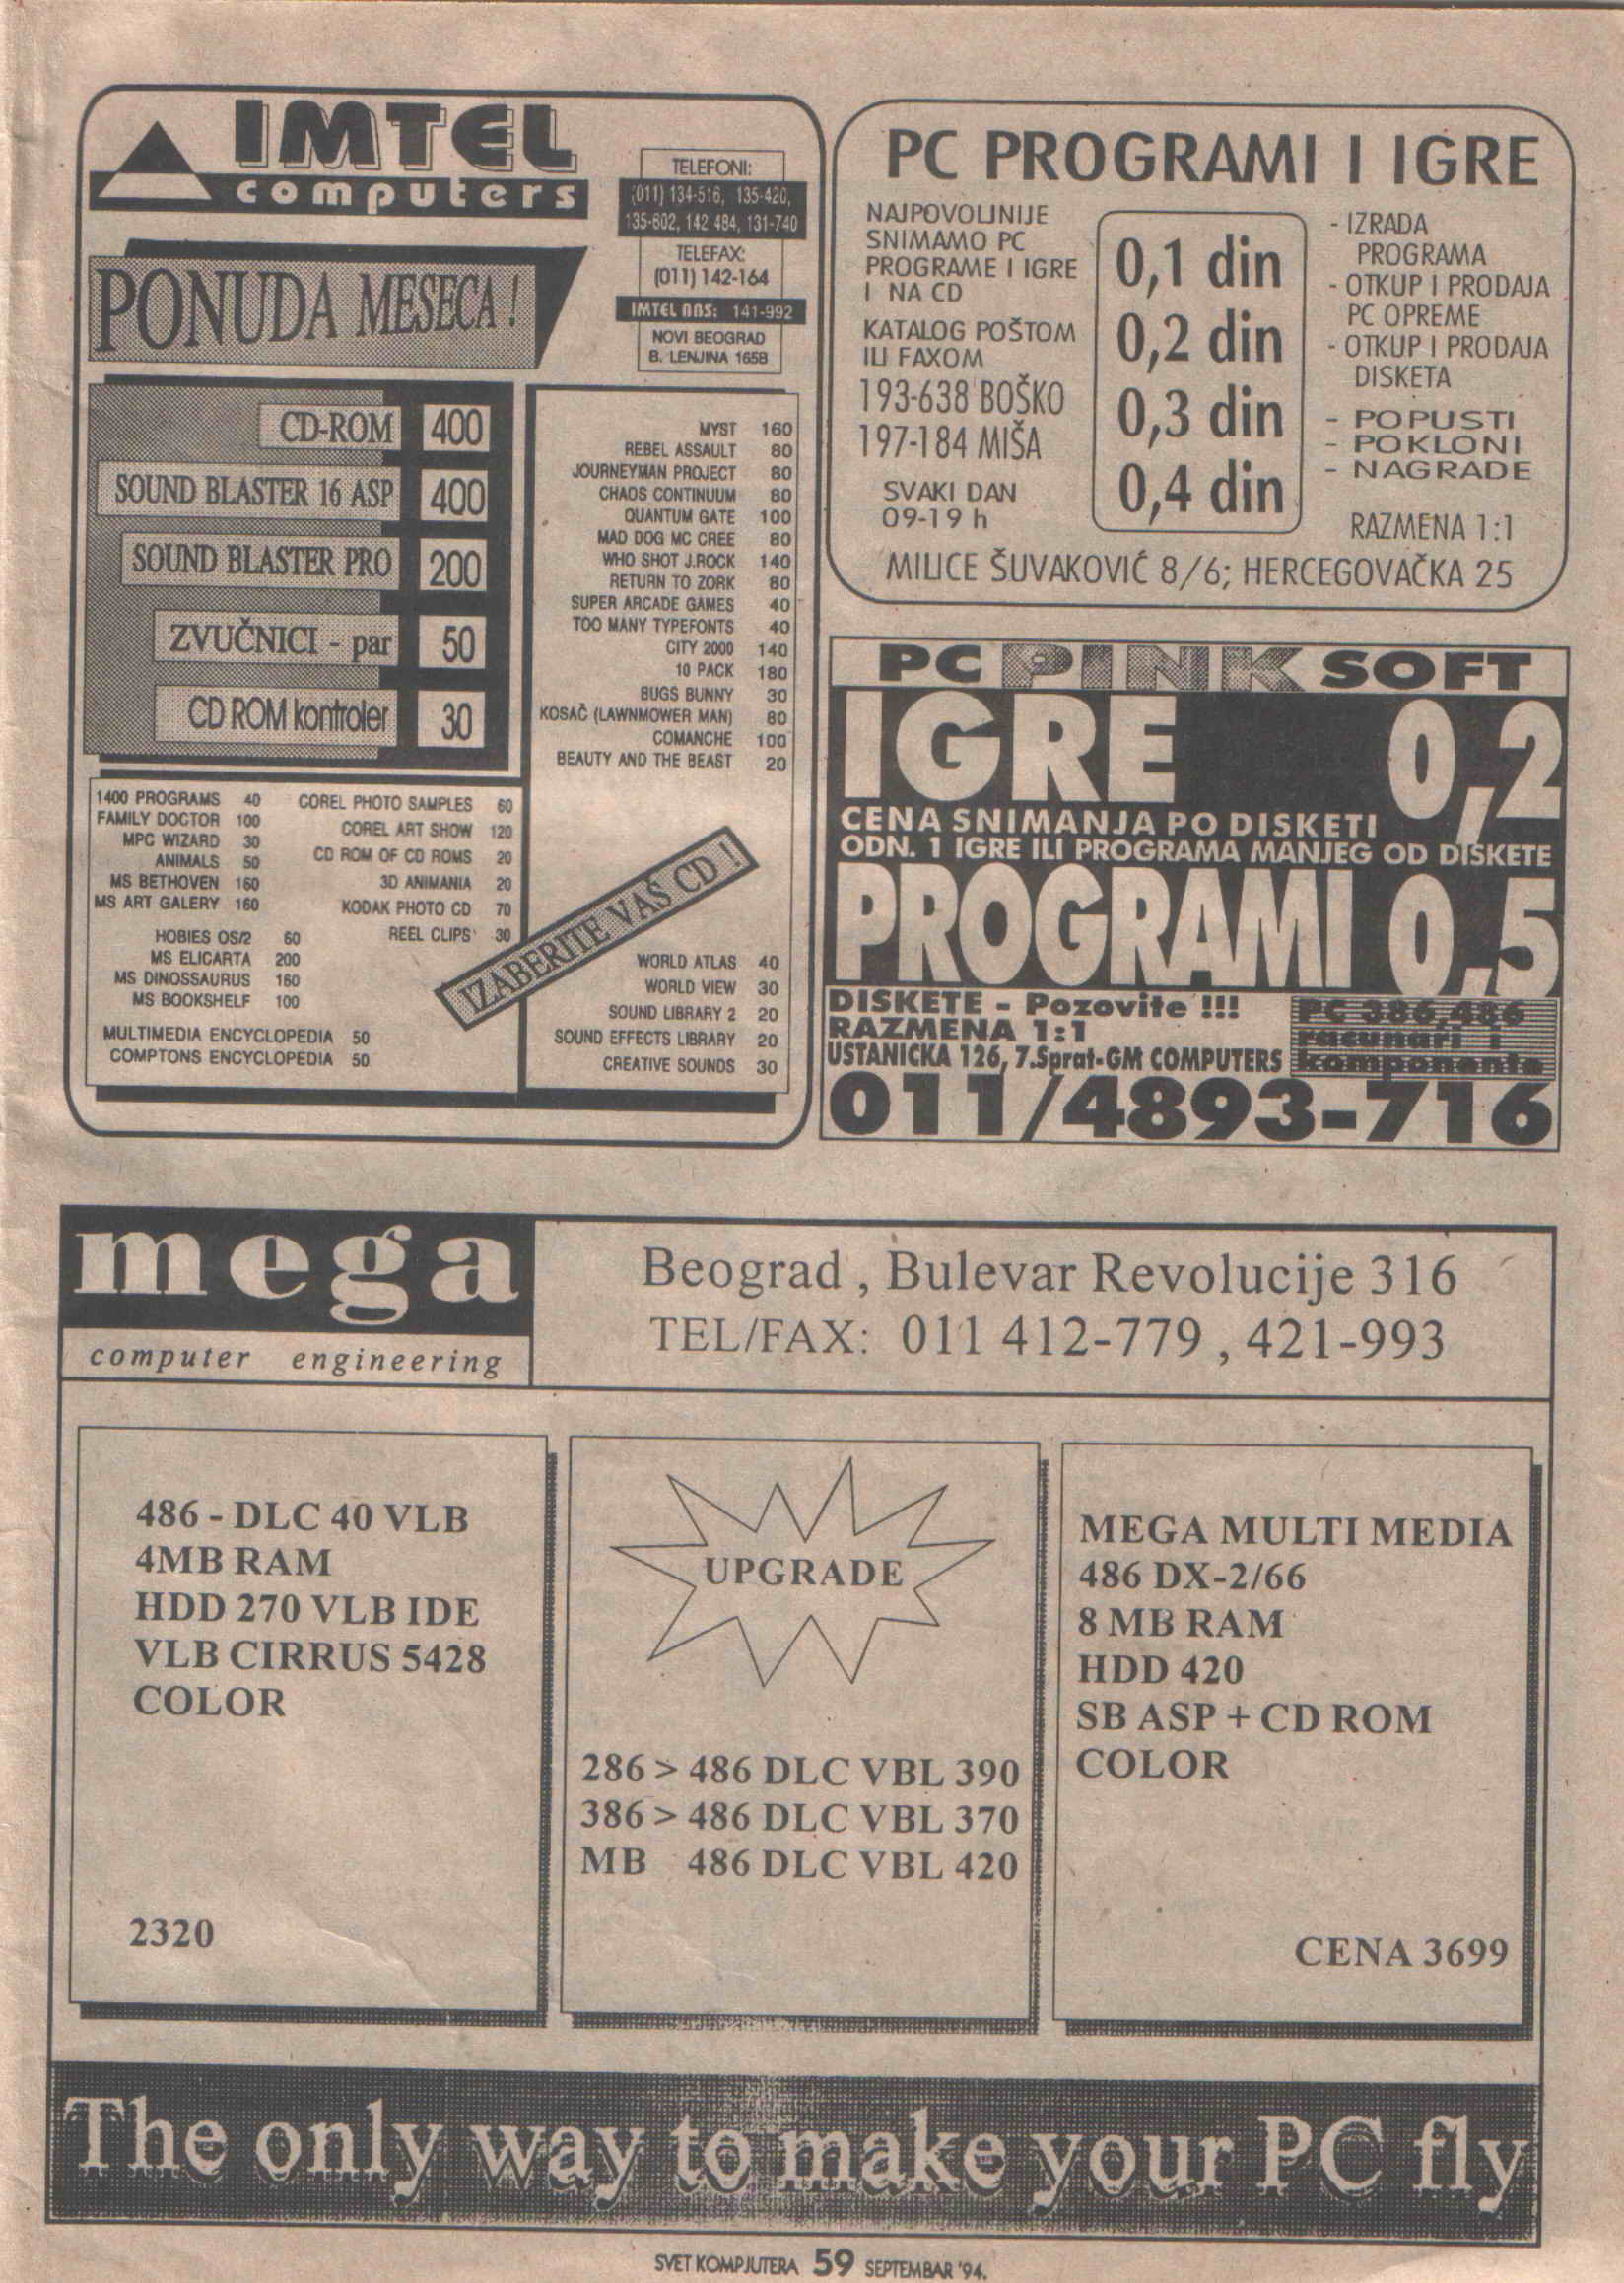 IMTEL
computers
TELEFONI:
(011) 134-516, 135-420,
135-602, 142 484, 131-740
TELEFAX:
(011) 142-164
IMTEL BBS: 141-992
NOVI BEOGRAD
B. LENJINA 165B
PONUDA MESECA !
CD-ROM 400
SOUND BLASTER 16 ASP 400
SOUND BLASTER PRO 200
ZVUČNICI - par 50
CD ROM kontroler 30
MYST 160
REBEL ASSAULT 80
JOURNEYMAN PROJECT 80
CHAOS CONTINUUM 80
QUANTUM GATE 100
MAD DOG MC CREE 80
WHO SHOT J.ROCK 140
RETURN TO ZORK 80
SUPER ARCADE GAMES 40
TOO MANY TYPEFONTS 40
CITY 2000 140
10 PACK 180
BUGS BUNNY 30
KOSAČ (LAWNMOWER MAN) 80
COMANCHE 100
BEAUTY AND THE BEAST 20
1400 PROGRAMS 40
FAMILY DOCTOR 100
MPC WIZARD 30
ANIMALS 50
MS BETHOVEN 160
MS ART GALERY 160
HOBIES OS/2 60
MS ELICARTA 200
MS DINOSSAURUS 160
MS BOOKSHELF 100
MULTIMEDIA ENCYCLOPEDIA 50
COMPTONS ENCYCLOPEDIA 50
COREL PHOTO SAMPLES 60
COREL ART SHOW 120
CD ROM OF CD ROMS 20
3D ANIMANIA 20
KODAK PHOTO CD 70
REEL CLIPS 30
IZABERITE VAŠ CD !
WORLD ATLAS 40
WORLD VIEW 30
SOUND LIBRARY 2 20
SOUND EFFECTS LIBRARY 20
CREATIVE SOUNDS 30
PC PROGRAMI I IGRE
NAJPOVOLJNIJE
SNIMAMO PC
PROGRAME I IGRE
I NA CD
KATALOG POŠTOM
ILI FAXOM
193-638 BOŠKO
197-184 MIŠA
SVAKI DAN
09-19 h
0,1 din
0,2 din
0,3 din
0,4 din
- IZRADA
PROGRAMA
- OTKUP I PRODAJA
PC OPREME
- OTKUP I PRODAJA
DISKETA
- POPUSTI
- POKLONI
- NAGRADE
RAZMENA 1:1
MILICE ŠUVAKOVIĆ 8/6; HERCEGOVAČKA 25
PC PINK SOFT
IGRE 0,2
CENA SNIMANJA PO DISKETI
ODN. 1 IGRE ILI PROGRAMA MANJEG OD DISKETE
PROGRAMI 0,5
DISKETE - Pozovite !!!
RAZMENA 1:1
USTANICKA 126, 7.Sprat-GM COMPUTERS
PC 386,486
racunari i
komponente
011/4893-716
mega
computer engineering
Beograd , Bulevar Revolucije 316
TEL/FAX: 011 412-779 , 421-993
486 - DLC 40 VLB
4MB RAM
HDD 270 VLB IDE
VLB CIRRUS 5428
COLOR
2320
UPGRADE
286 > 486 DLC VBL 390
386 > 486 DLC VBL 370
MB 486 DLC VBL 420
MEGA MULTI MEDIA
486 DX-2/66
8 MB RAM
HDD 420
SB ASP + CD ROM
COLOR
CENA 3699
The only way to make your PC fly
SVET KOMPJUTERA 59 SEPTEMBAR '94.